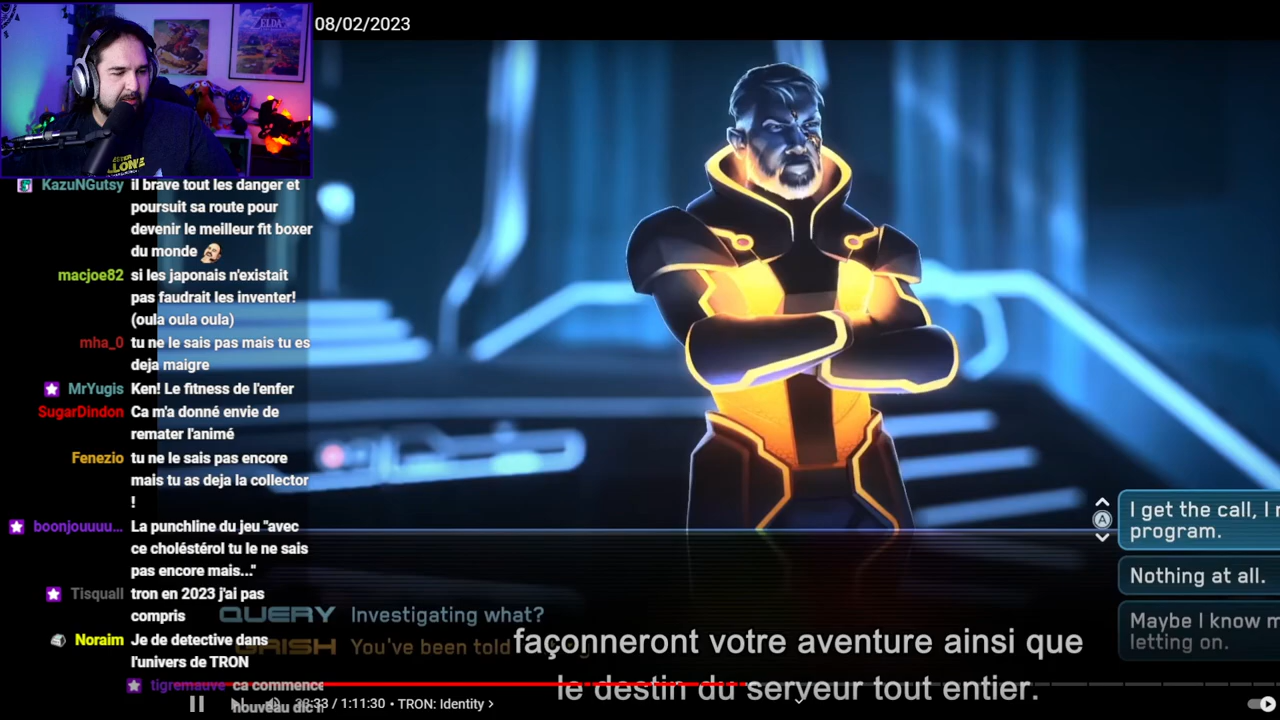 08/02/2023
ZELDA
KazuNGutsy il brave tout les danger et
poursuit sa route pour
devenir le meilleur fit boxer
du monde
macjoe82 si les japonais n'existait
pas faudrait les inventer!
(oula oula oula)
mha_0 tu ne le sais pas mais tu es
deja maigre
MrYugis Ken! Le fitness de l'enfer
SugarDindon Ca m'a donné envie de
remater l'animé
Fenezio tu ne le sais pas encore
mais tu as deja la collector
!
boonjouuuu... La punchline du jeu "avec
ce choléstérol tu le ne sais
pas encore mais..."
Tisquall tron en 2023 j'ai pas
compris
Noraim Je de detective dans
l'univers de TRON
tigremauve ca commence
nouveau
A
I get the call, I
program.
Nothing at all.
Maybe I know
letting on.
QUERY Investigating what?
GRISH You've been told
façonneront votre aventure ainsi que
le destin du serveur tout entier.
/ 1:11:30 • TRON: Identity >